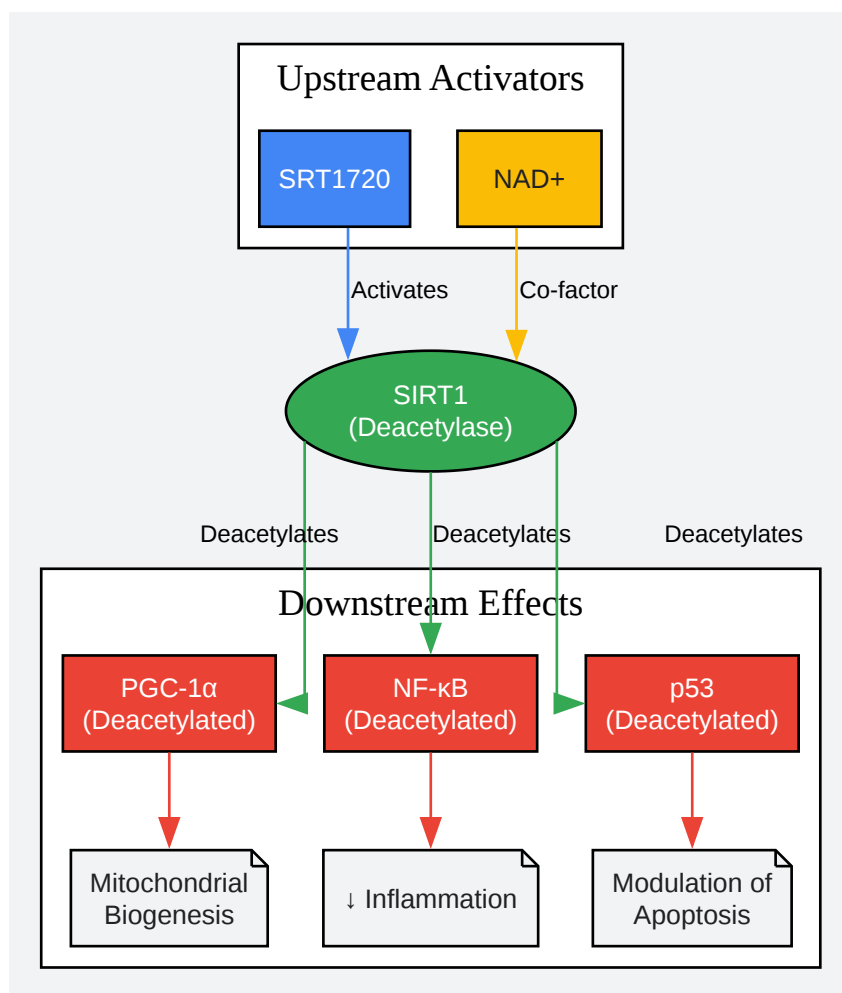 Upstream Activators
SRT1720
NAD+
Activates
Co-factor
SIRT1
(Deacetylase)
Deacetylates
Deacetylates
Deacetylates
Downstream Effects
PGC-1α
(Deacetylated)
NF-κB
(Deacetylated)
p53
(Deacetylated)
Mitochondrial
Biogenesis
↓ Inflammation
Modulation of
Apoptosis